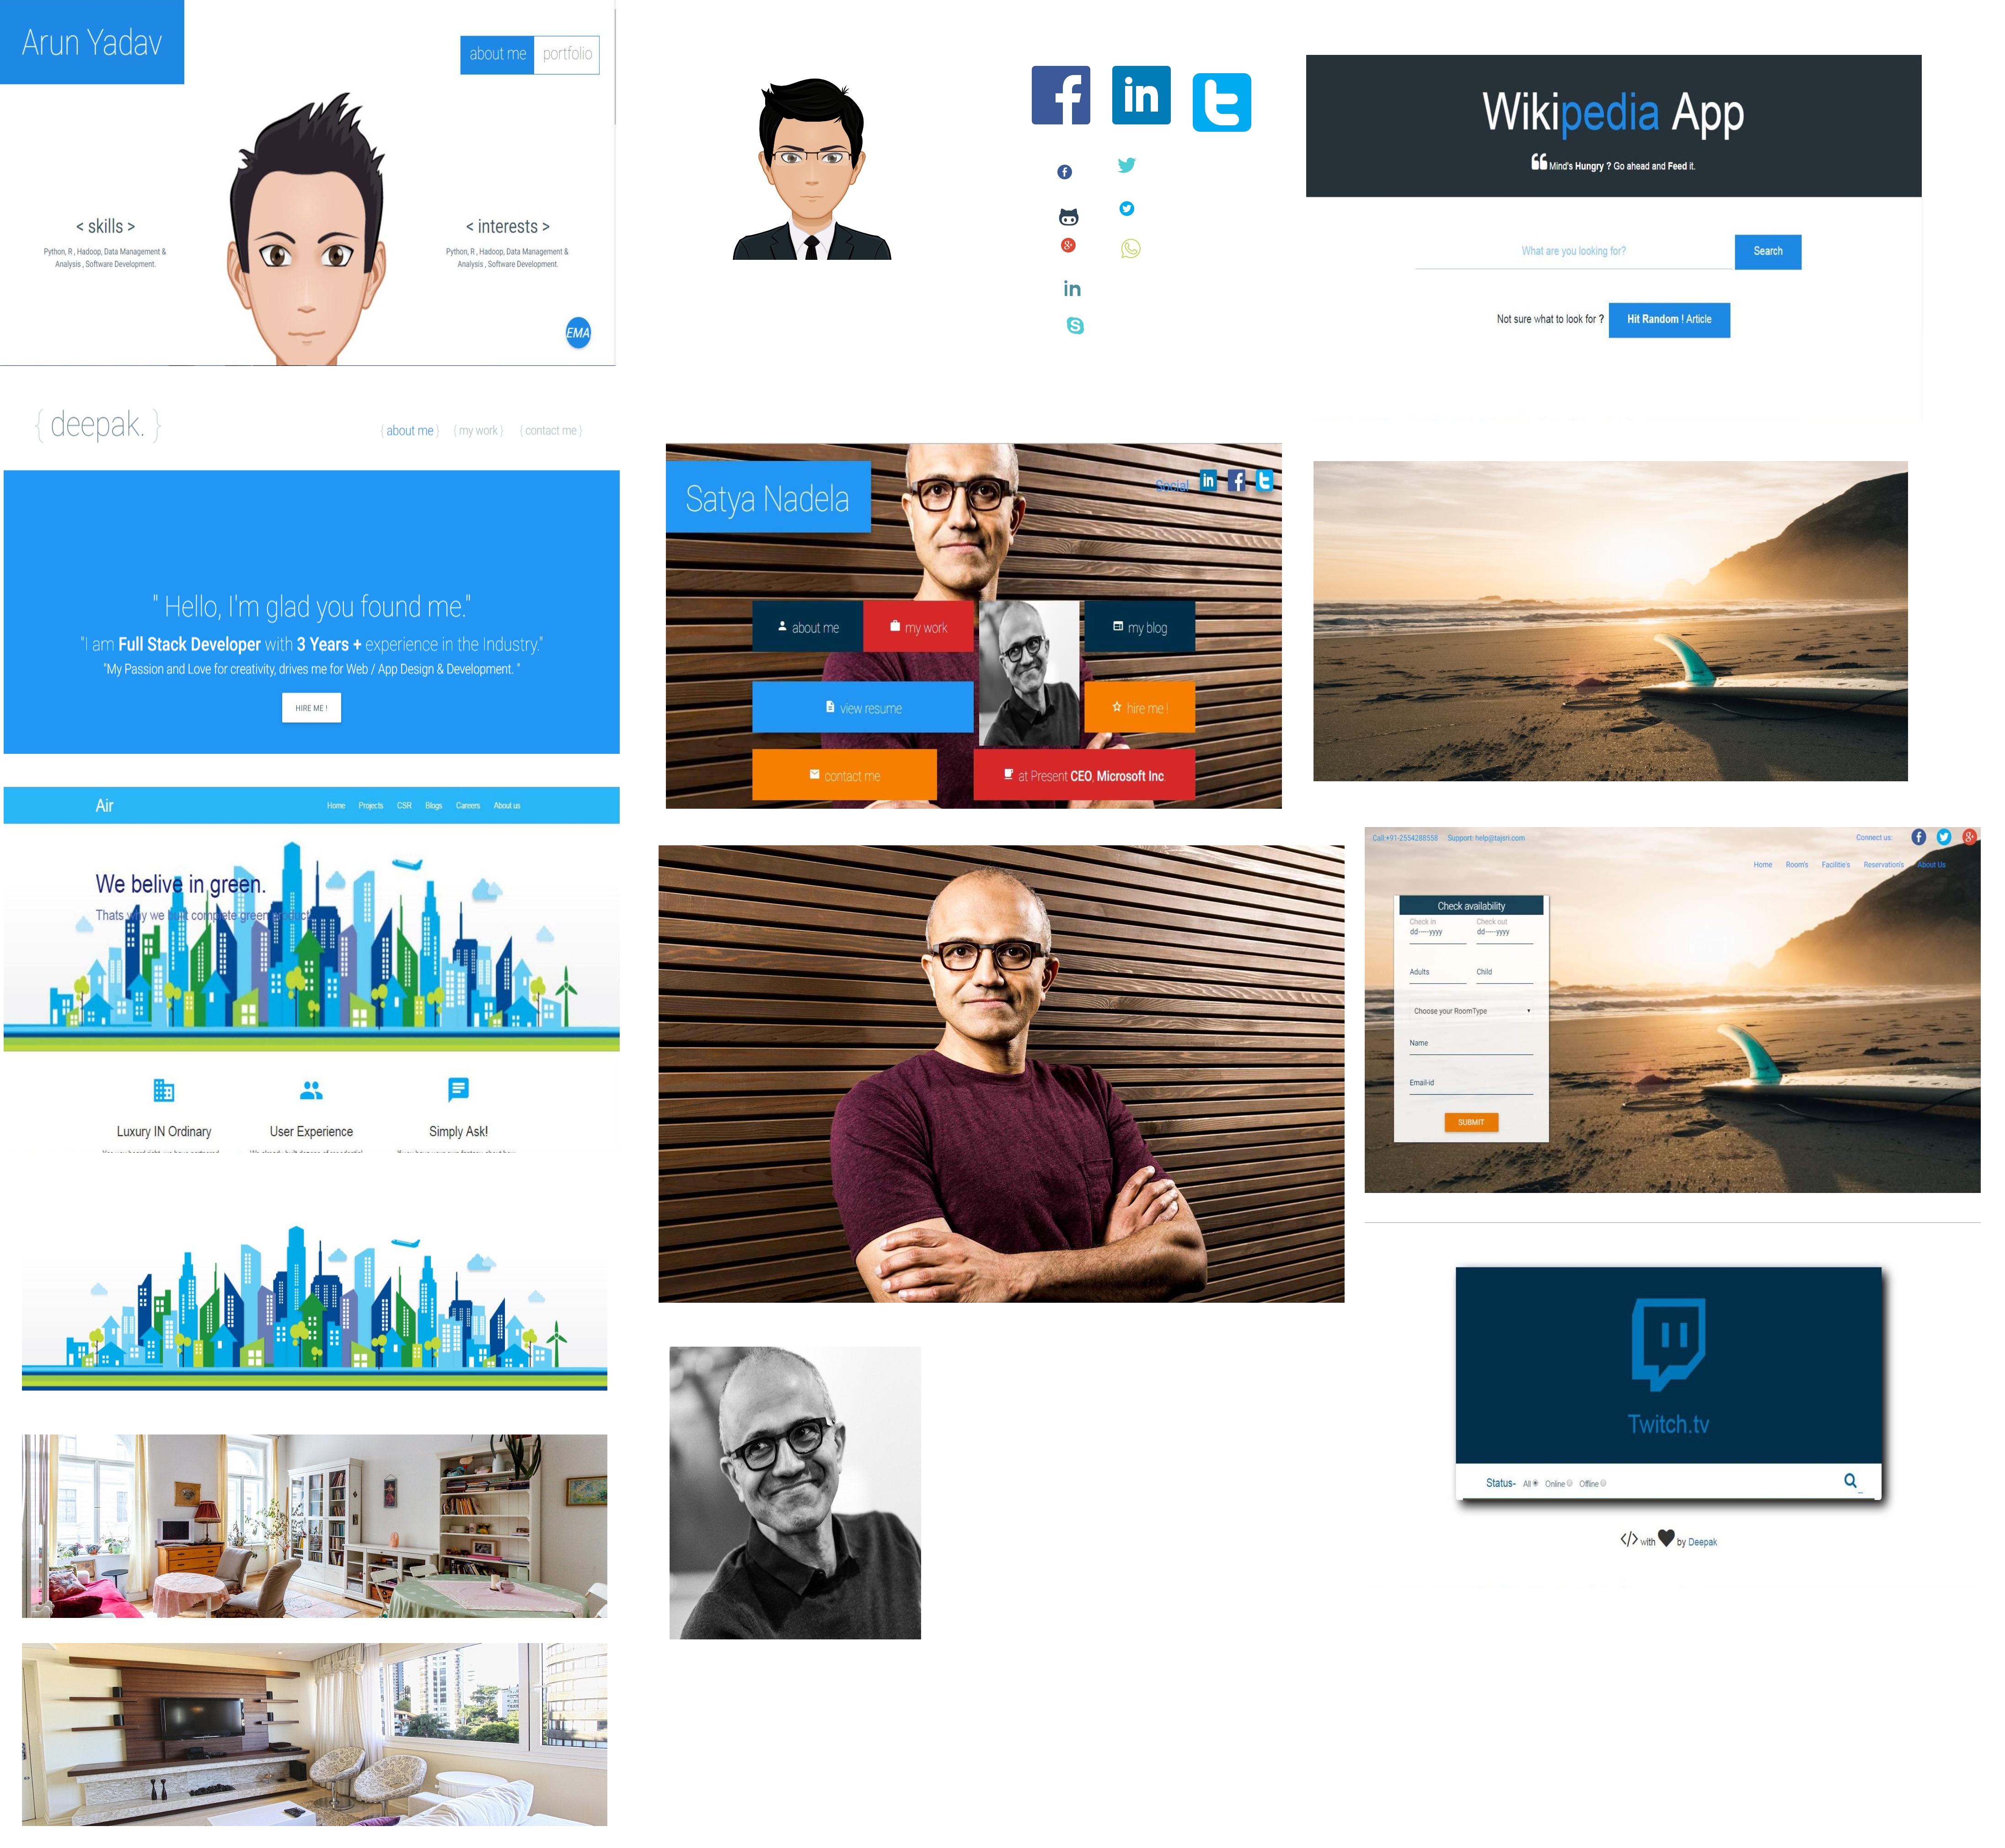 Arun Yadav
about me portfolio
< skills >
Python, R , Hadoop, Data Management &
Analysis , Software Development.
< interests >
Python, R , Hadoop, Data Management &
Analysis , Software Development.
EMA
f in t
f
g+
in
S
Wikipedia App
Mind's Hungry ? Go ahead and Feed it.
What are you looking for? Search
Not sure what to look for ? Hit Random ! Article
{ deepak. }
{ about me } { my work } { contact me }
" Hello, I'm glad you found me."
"I am Full Stack Developer with 3 Years + experience in the Industry."
"My Passion and Love for creativity, drives me for Web / App Design & Development. "
HIRE ME !
Satya Nadela
Social in f t
about me my work my blog
view resume hire me !
contact me at Present CEO, Microsoft Inc.
Air Home Projects CSR Blogs Careers About us
We belive in green.
Thats why we built complete green product
Luxury IN Ordinary User Experience Simply Ask!
Call:+91-2554288558 Support: help@tajsri.com Connect us: f g+
Home Room's Facilitie's Reservation's About Us
Check availability
Check in Check out
dd-----yyyy dd-----yyyy
Adults Child
Choose your RoomType
Name
Email-id
SUBMIT
Twitch.tv
Status- All Online Offline
</> with by Deepak